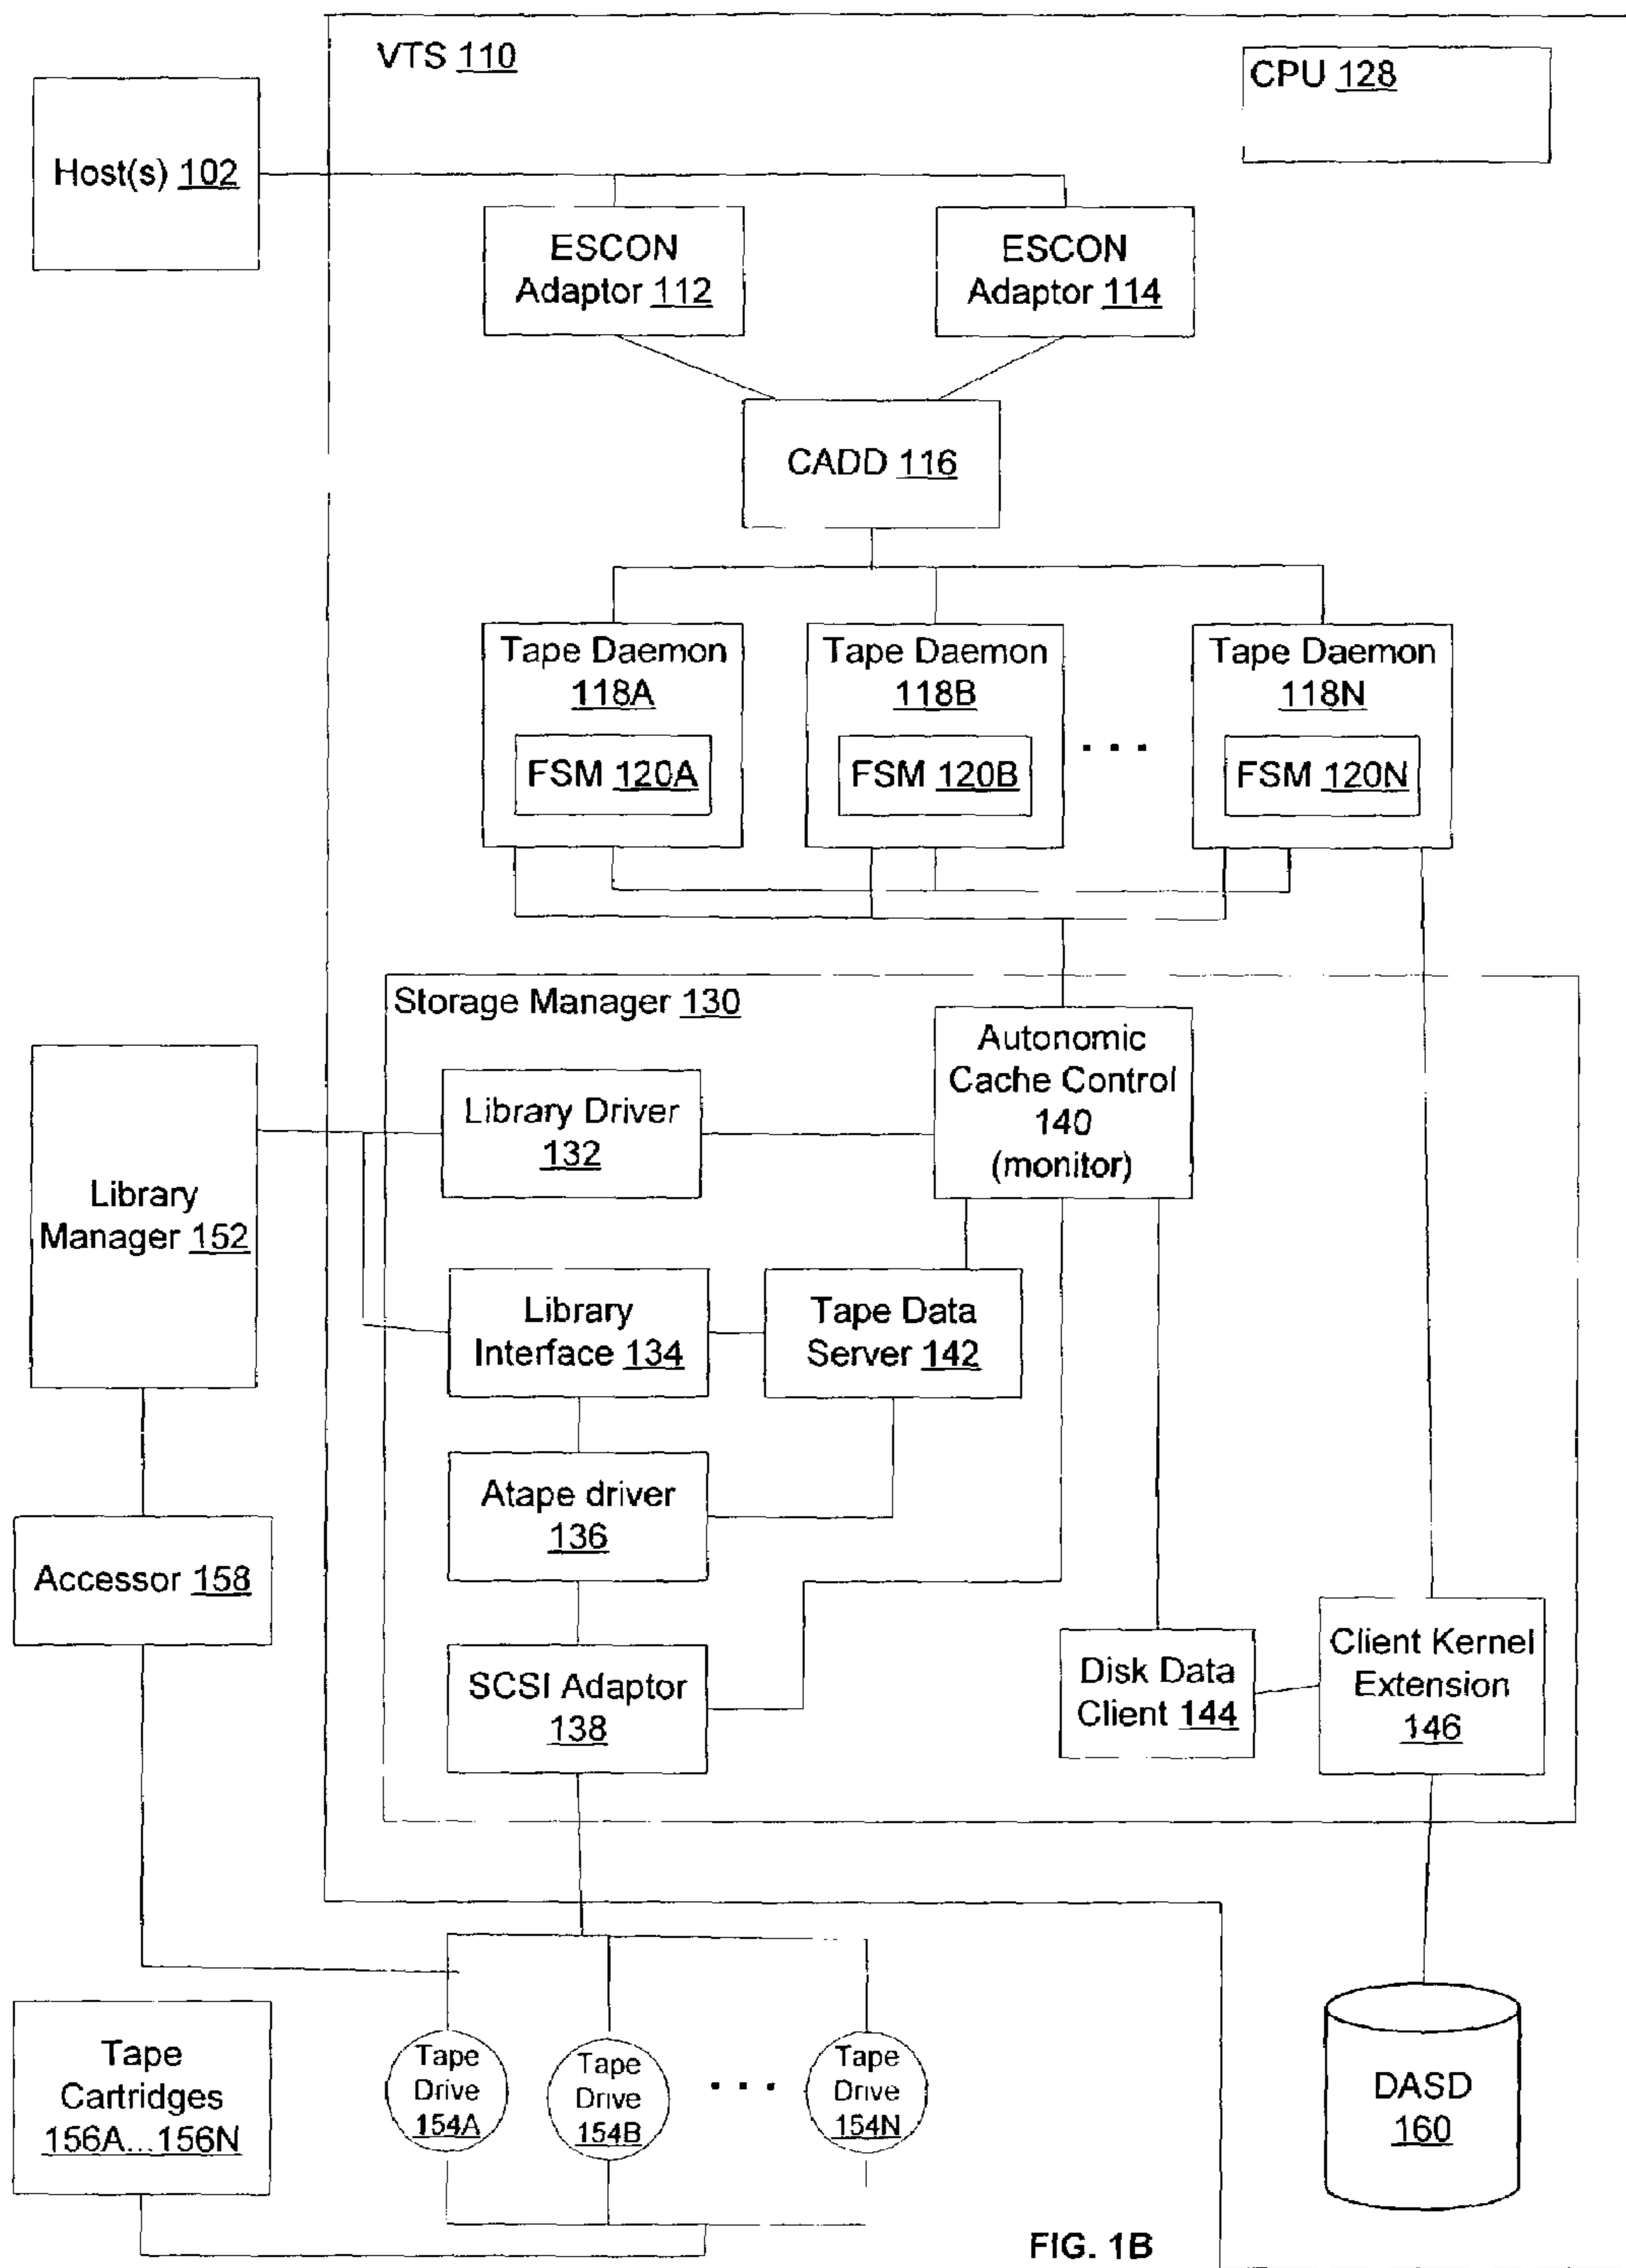 VTS 110
CPU 128
Host(s) 102
ESCON
Adaptor 112
ESCON
Adaptor 114
CADD 116
Tape Daemon
118A
FSM 120A
Tape Daemon
118B
FSM 120B
. . .
Tape Daemon
118N
FSM 120N
Storage Manager 130
Autonomic
Cache Control
140
(monitor)
Library Driver
132
Library
Manager 152
Library
Interface 134
Tape Data
Server 142
Atape driver
136
Accessor 158
SCSI Adaptor
138
Disk Data
Client 144
Client Kernel
Extension
146
Tape
Cartridges
156A...156N
Tape
Drive
154A
Tape
Drive
154B
. . .
Tape
Drive
154N
DASD
160
FIG. 1B